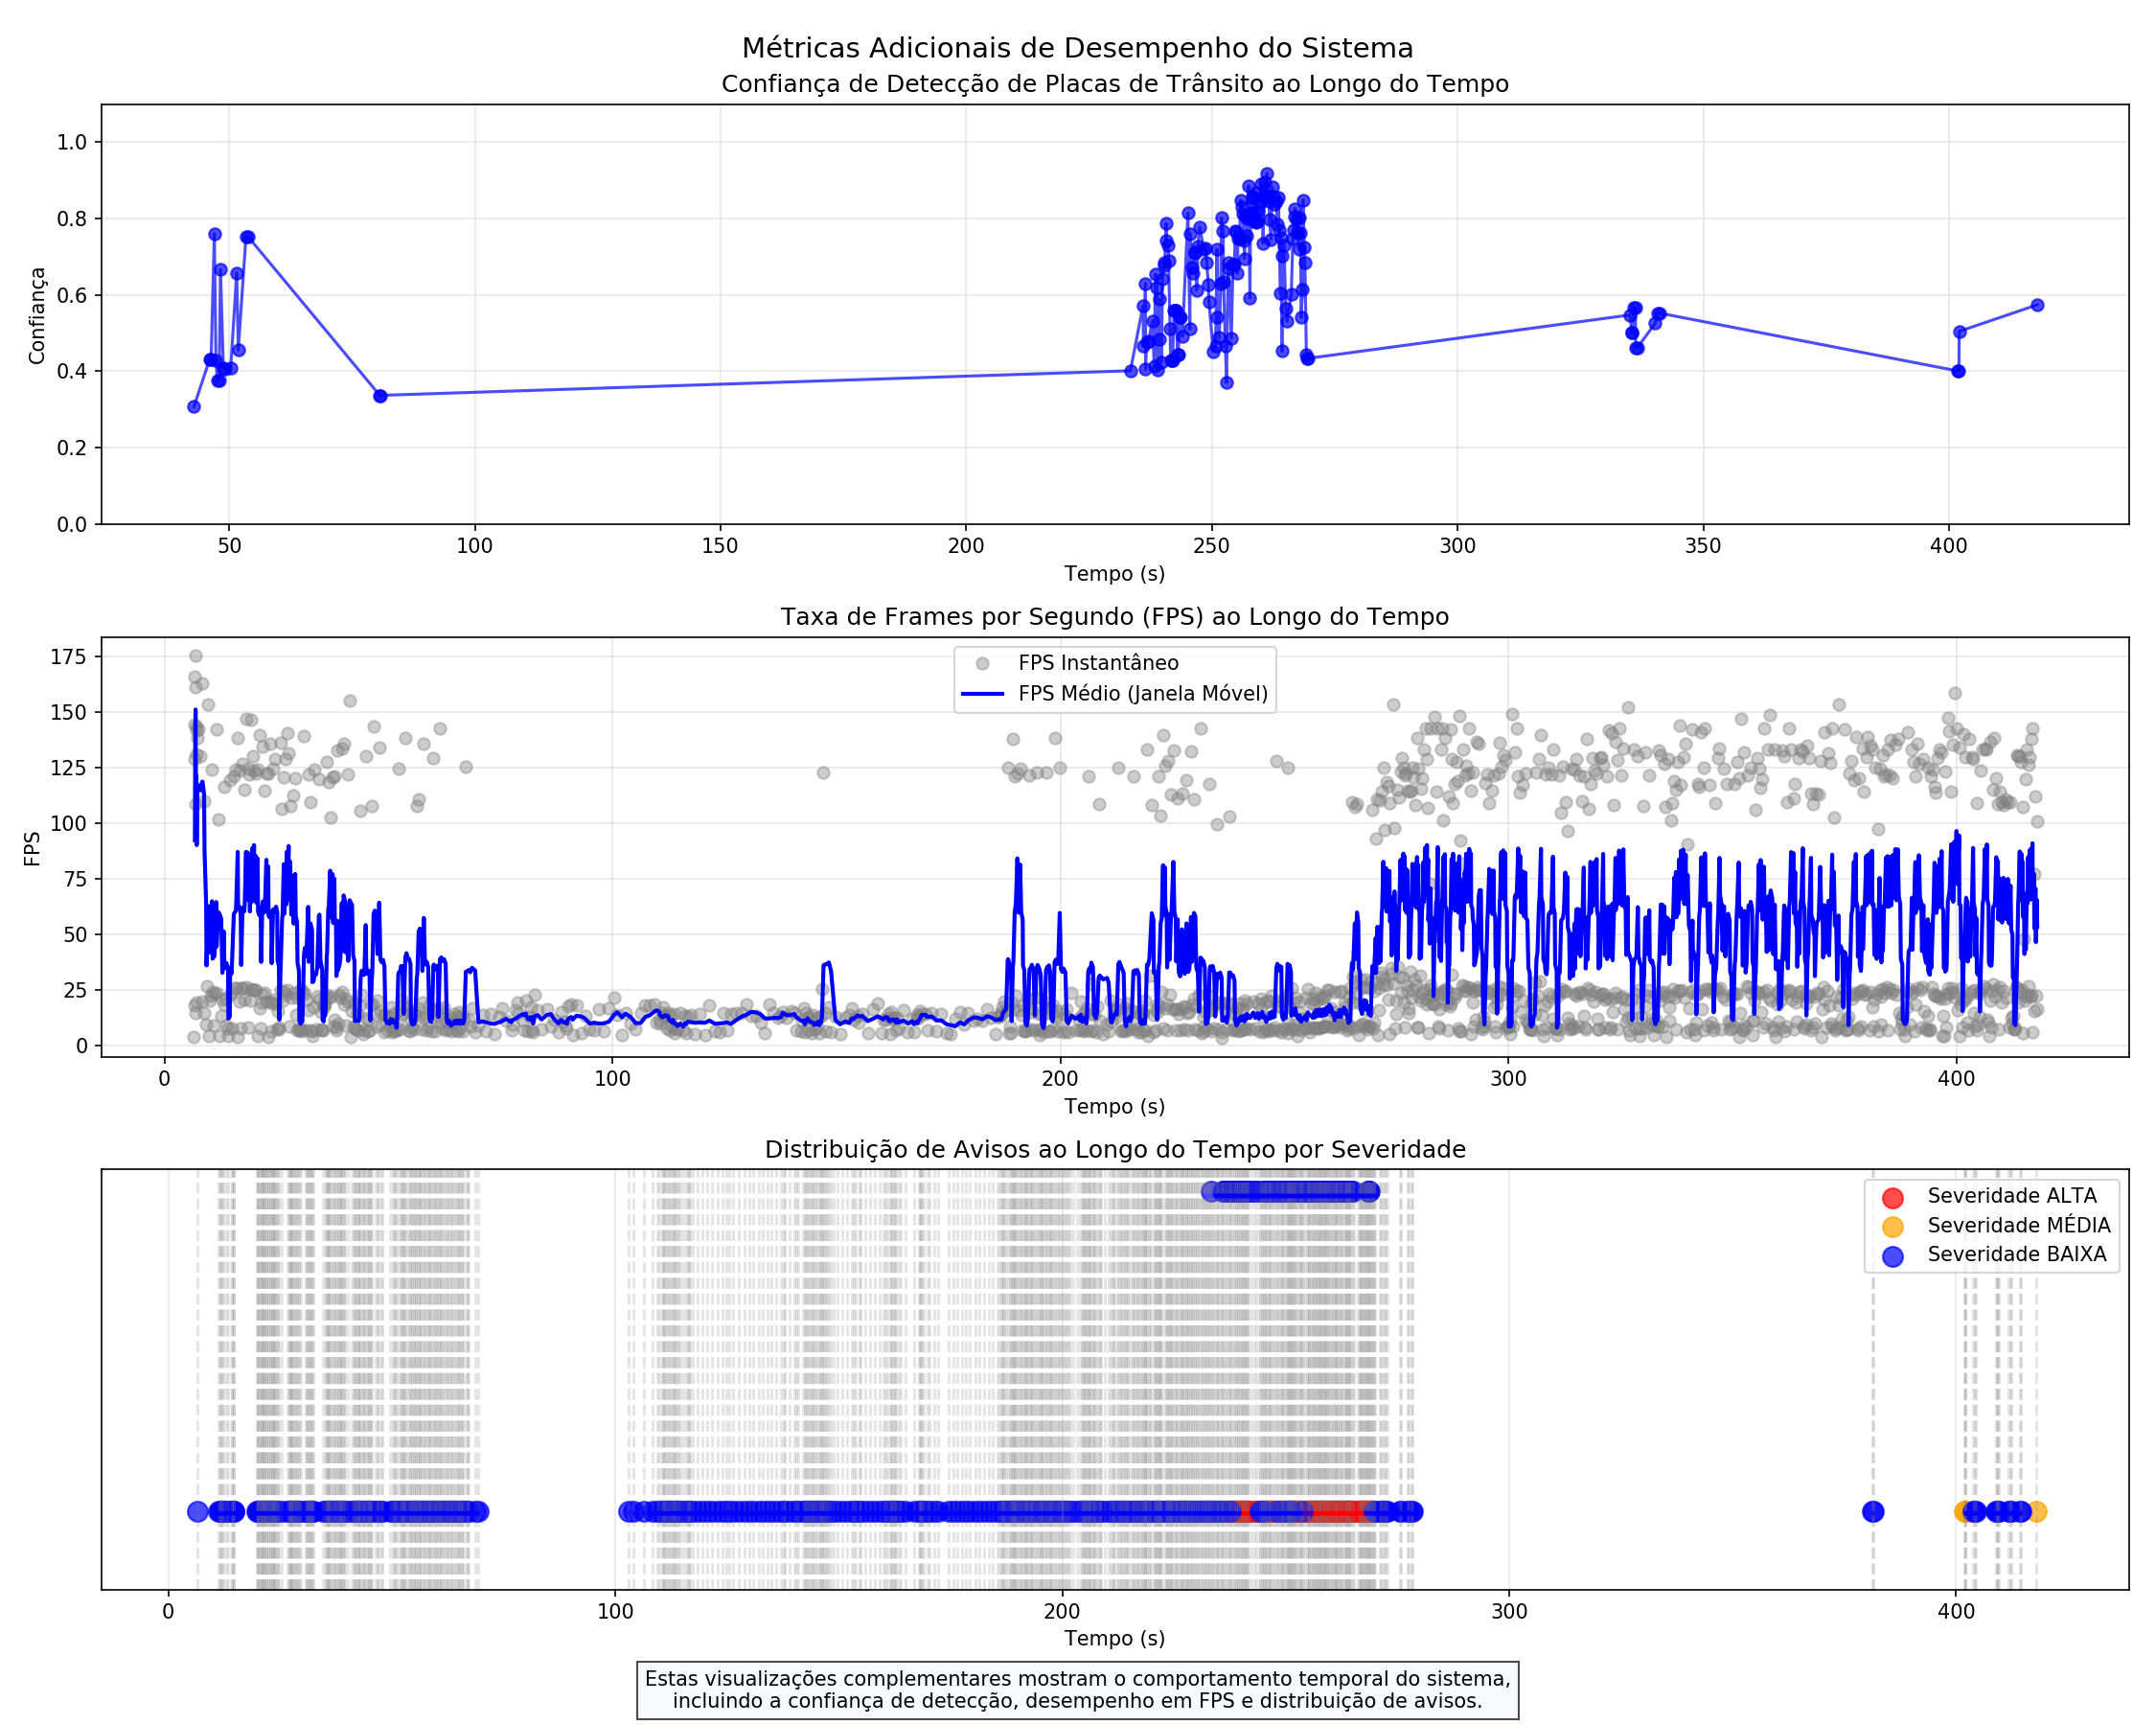 Métricas Adicionais de Desempenho do Sistema
Confiança de Detecção de Placas de Trânsito ao Longo do Tempo
Confiança
1.0
0.8
0.6
0.4
0.2
0.0
50 100 150 200 250 300 350 400
Tempo (s)
Taxa de Frames por Segundo (FPS) ao Longo do Tempo
FPS
175
150
125
100
75
50
25
0
FPS Instantâneo
FPS Médio (Janela Móvel)
0 100 200 300 400
Tempo (s)
Distribuição de Avisos ao Longo do Tempo por Severidade
Severidade ALTA
Severidade MÉDIA
Severidade BAIXA
0 100 200 300 400
Tempo (s)
Estas visualizações complementares mostram o comportamento temporal do sistema,
incluindo a confiança de detecção, desempenho em FPS e distribuição de avisos.